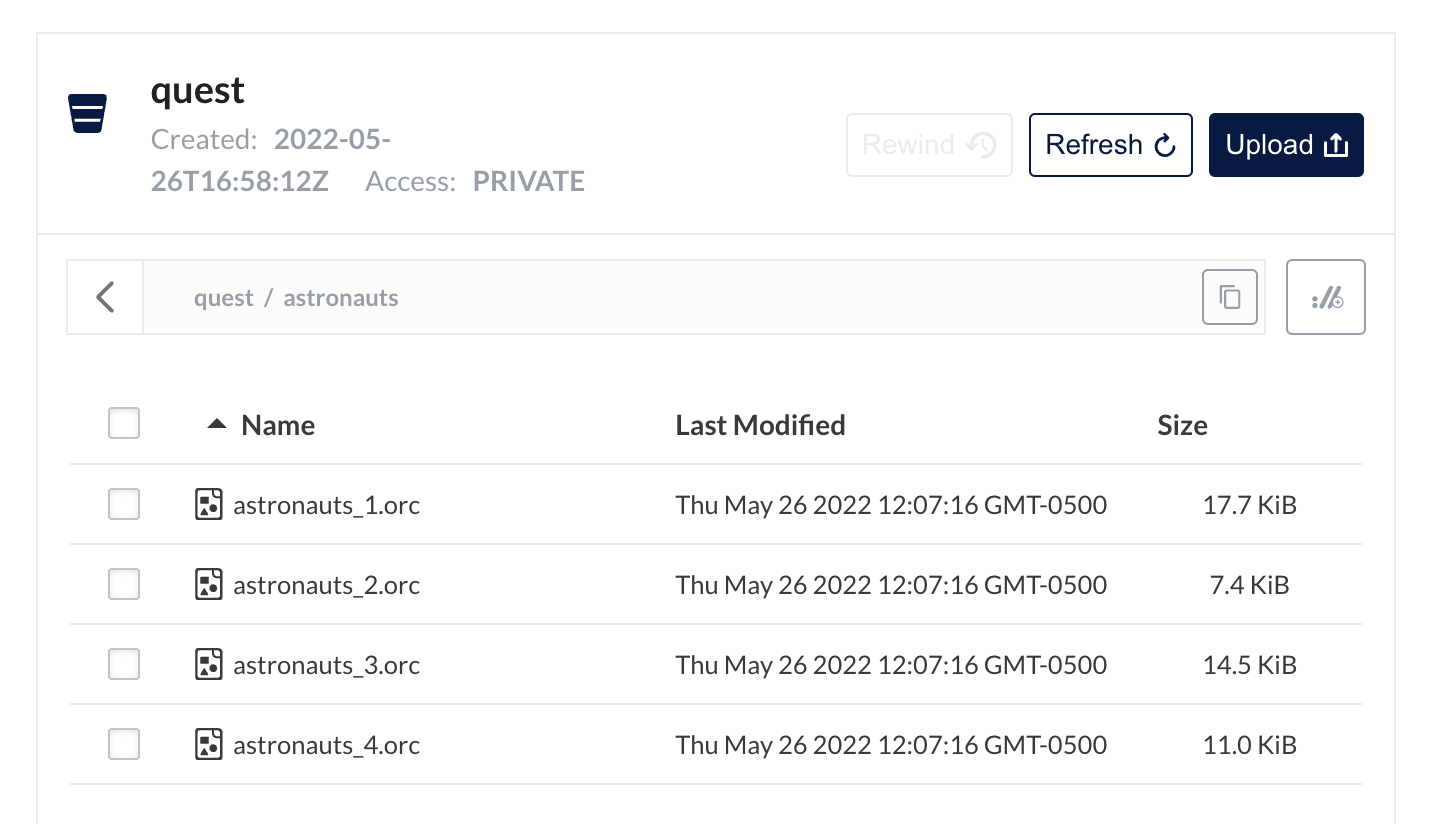 quest
Created: 2022-05-
26T16:58:12Z Access: PRIVATE
Rewind Refresh Upload
quest / astronauts
Name Last Modified Size
astronauts_1.orc Thu May 26 2022 12:07:16 GMT-0500 17.7 KiB
astronauts_2.orc Thu May 26 2022 12:07:16 GMT-0500 7.4 KiB
astronauts_3.orc Thu May 26 2022 12:07:16 GMT-0500 14.5 KiB
astronauts_4.orc Thu May 26 2022 12:07:16 GMT-0500 11.0 KiB